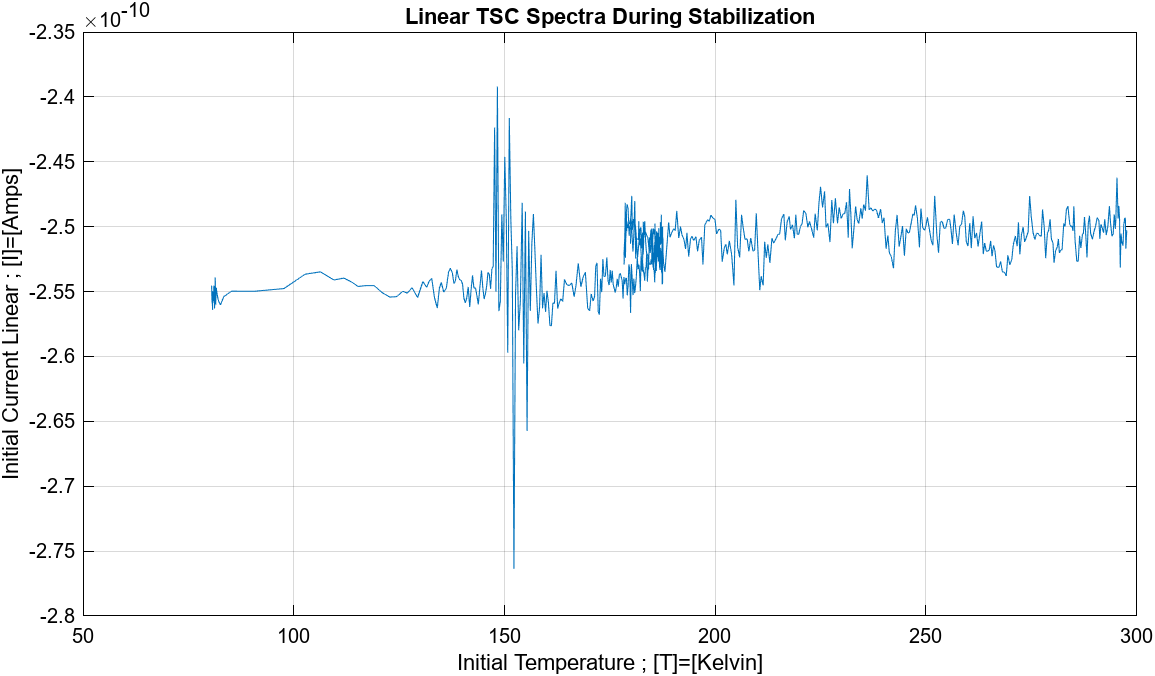 Linear TSC Spectra During Stabilization
×10^-10
-2.35
-2.4
-2.45
-2.5
-2.55
-2.6
-2.65
-2.7
-2.75
-2.8
Initial Current Linear ; [I]=[Amps]
50 100 150 200 250 300
Initial Temperature ; [T]=[Kelvin]